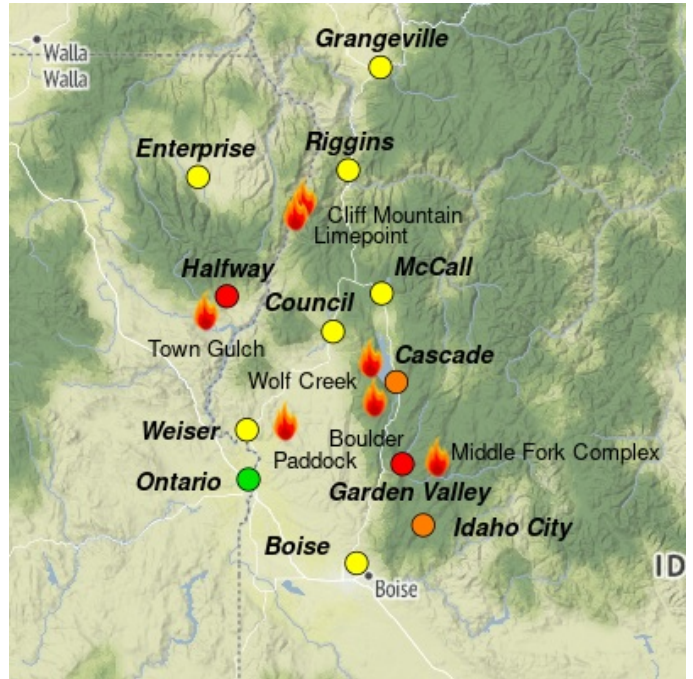 Grangeville
Walla
Walla
Enterprise
Riggins
Cliff Mountain
Limepoint
Halfway
McCall
Council
Town Gulch
Cascade
Wolf Creek
Weiser
Boulder
Middle Fork Complex
Paddock
Ontario
Garden Valley
Idaho City
Boise
ID
Boise